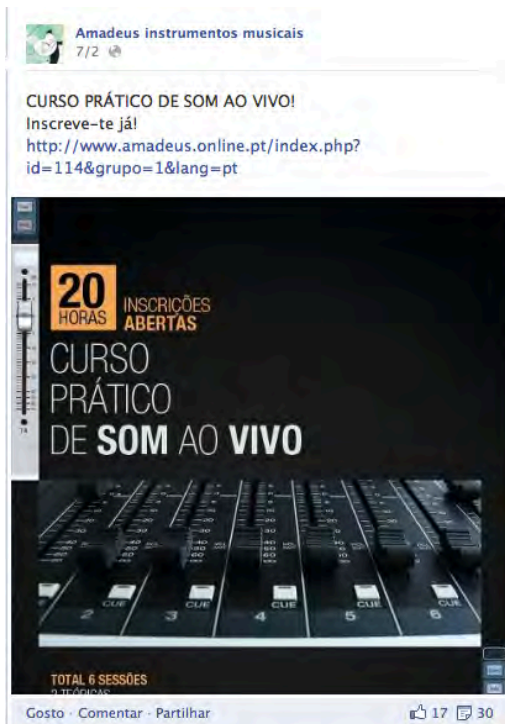 Amadeus instrumentos musicais
7/2
CURSO PRÁTICO DE SOM AO VIVO!
Inscreve-te já!
http://www.amadeus.online.pt/index.php?
id=114&grupo=1&lang=pt
20
HORAS
INSCRIÇÕES
ABERTAS
CURSO
PRÁTICO
DE SOM AO VIVO
CUE CUE CUE CUE CUE
2 3 4 5 6
TOTAL 6 SESSÕES
2 TEÓRICAS
Gosto · Comentar · Partilhar 17 30